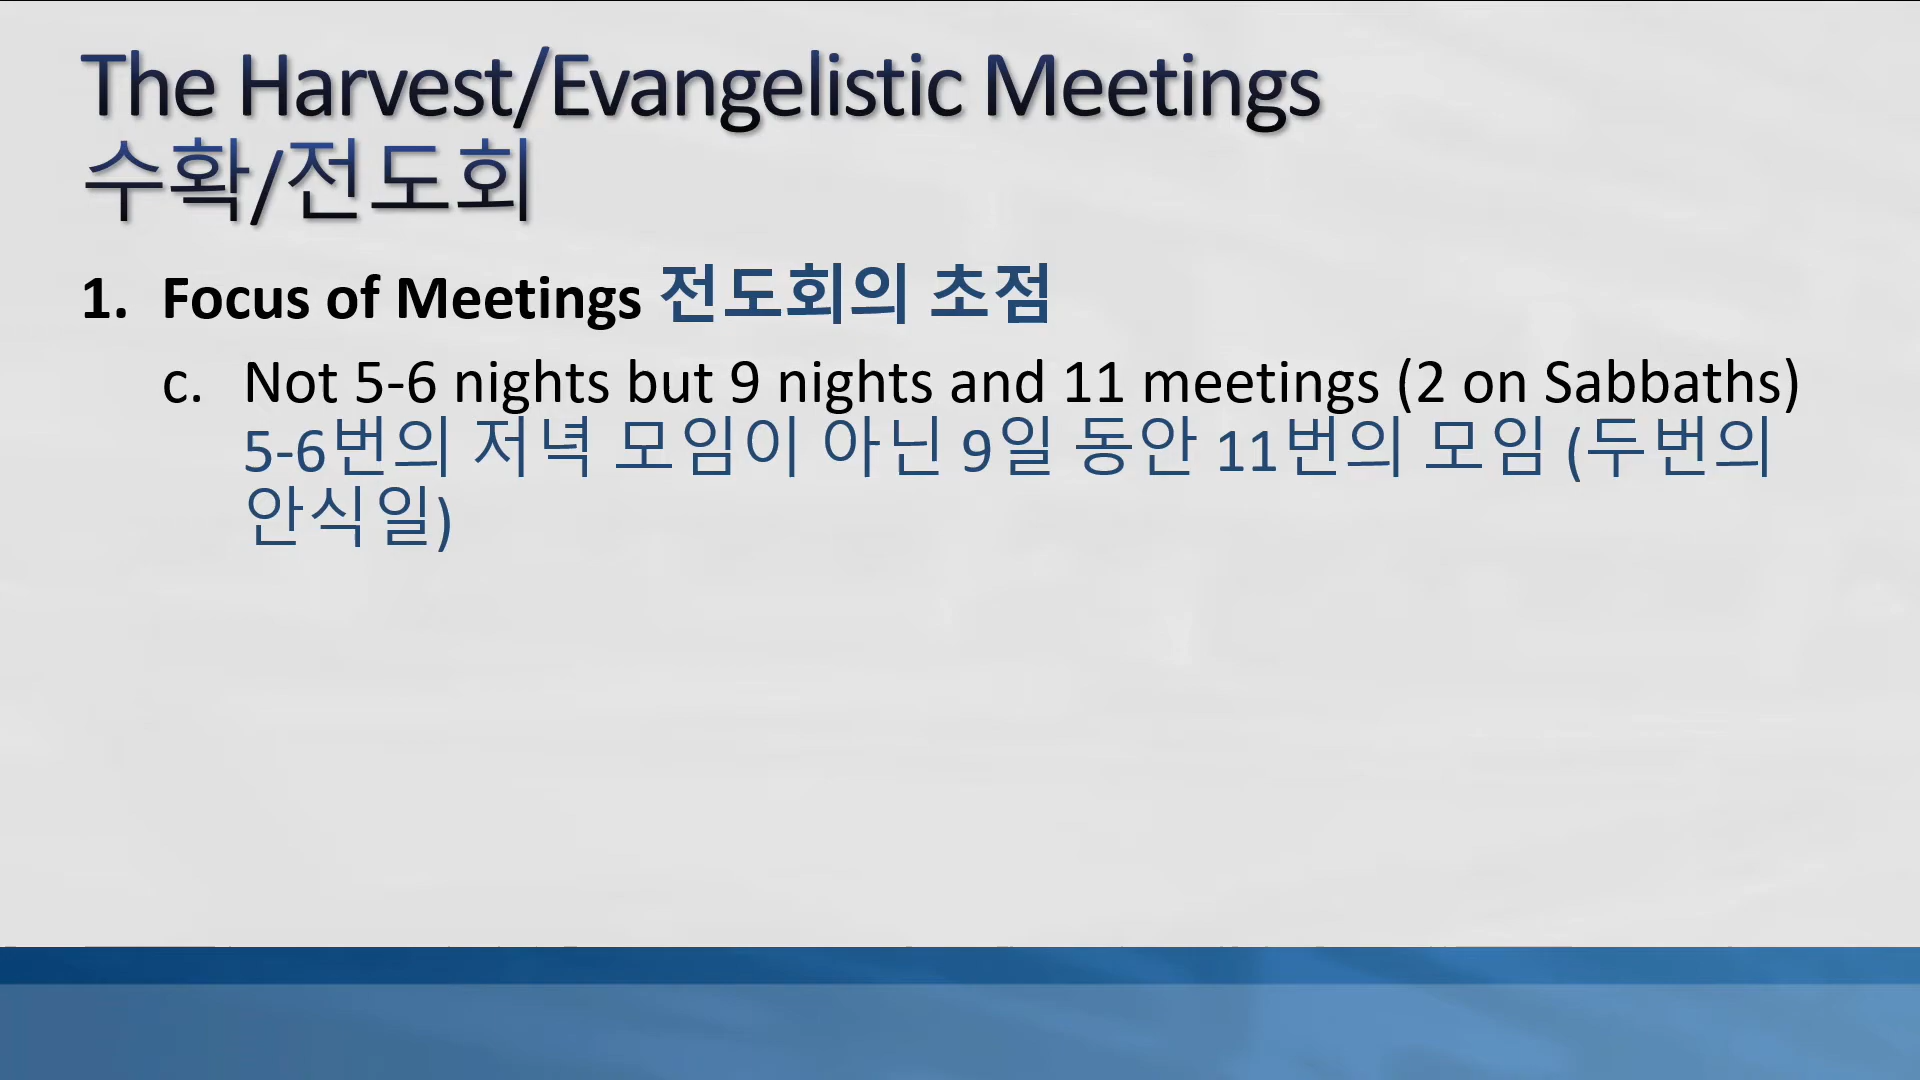 The Harvest/Evangelistic Meetings
수확/전도회
1. Focus of Meetings 전도회의 초점
c. Not 5-6 nights but 9 nights and 11 meetings (2 on Sabbaths)
5-6번의 저녁 모임이 아닌 9일 동안 11번의 모임 (두번의
안식일)